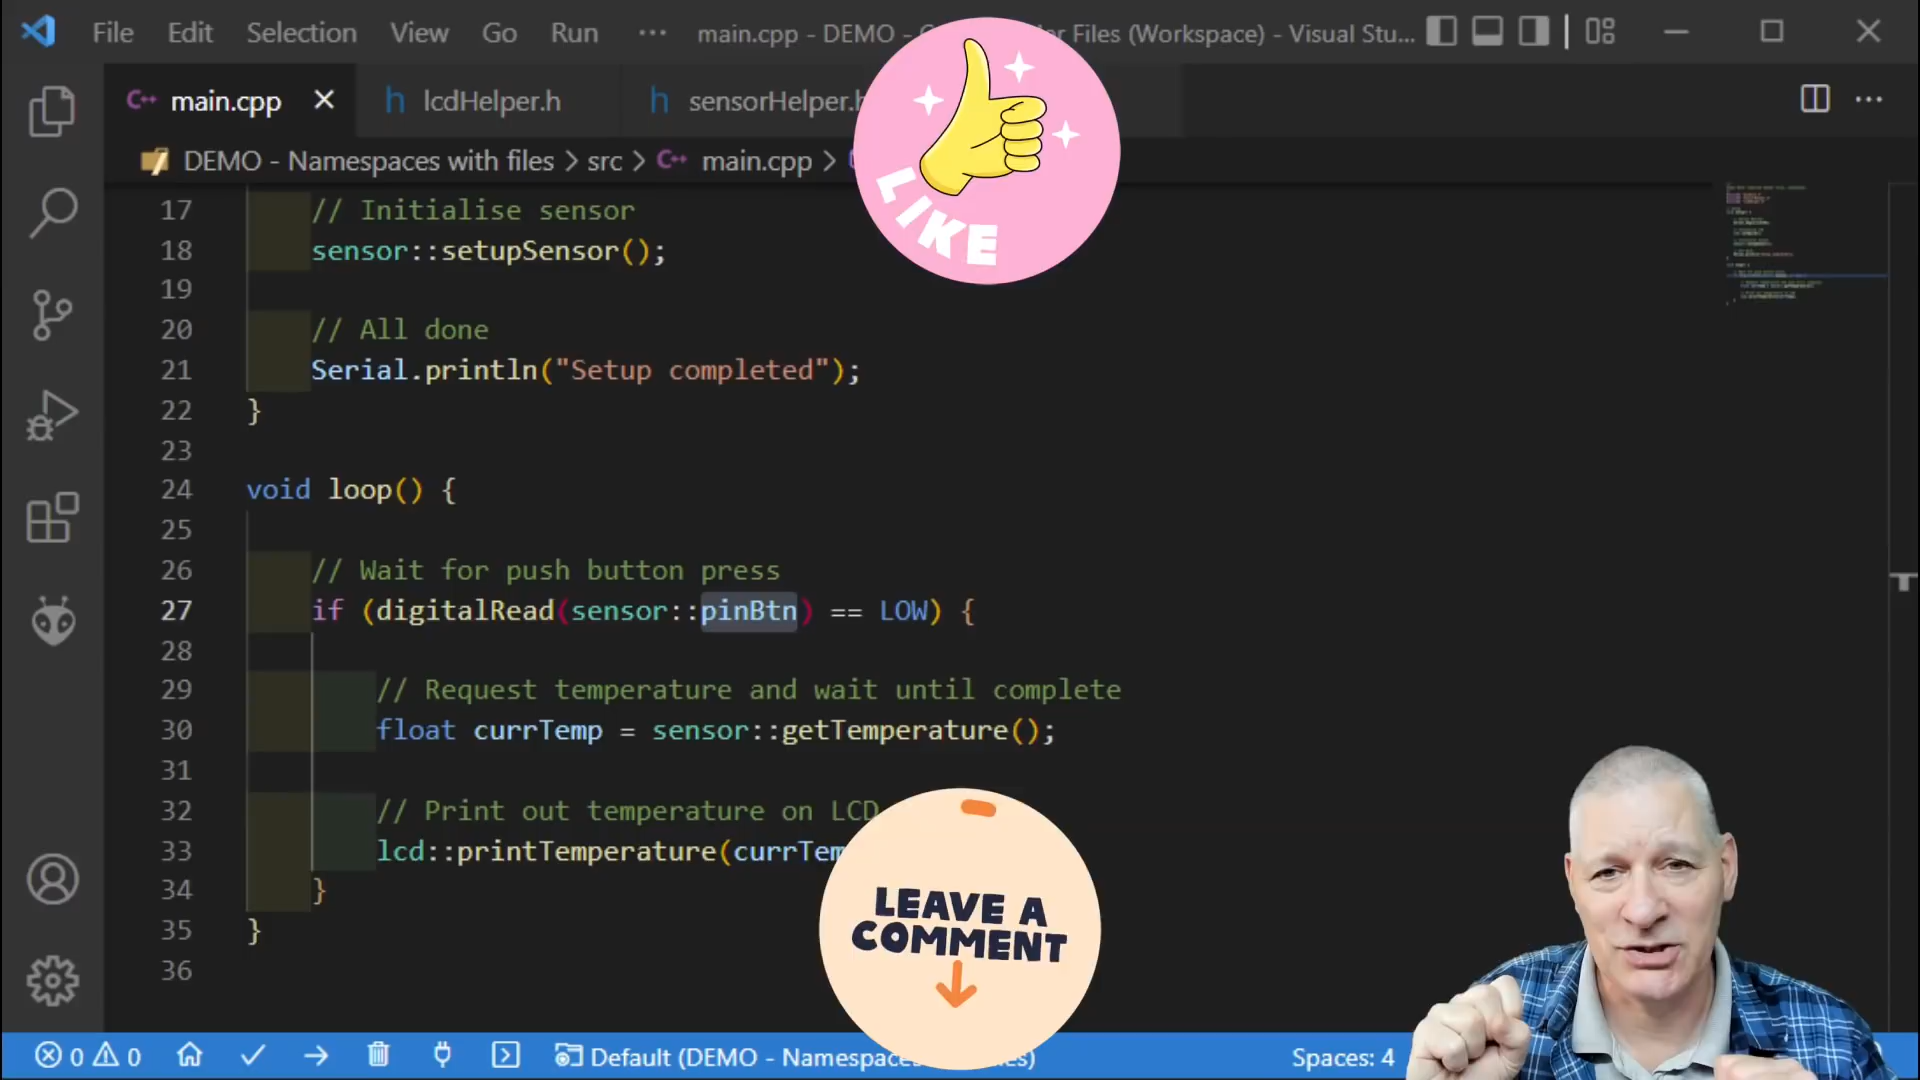 File Edit Selection View Go Run ··· main.cpp - DEMO - C
r Files (Workspace) - Visual Stu...
C++ main.cpp × h lcdHelper.h h sensorHelper.h
DEMO - Namespaces with files > src > C++ main.cpp >
LIKE
17 // Initialise sensor
18 sensor::setupSensor();
19
20 // All done
21 Serial.println("Setup completed");
22 }
23
24 void loop() {
25
26 // Wait for push button press
27 if (digitalRead(sensor::pinBtn) == LOW) {
28
29 // Request temperature and wait until complete
30 float currTemp = sensor::getTemperature();
31
32 // Print out temperature on LCD
33 lcd::printTemperature(currTem
34 }
35 }
36
LEAVE A
COMMENT
0 0 Default (DEMO - Namespaces es) Spaces: 4